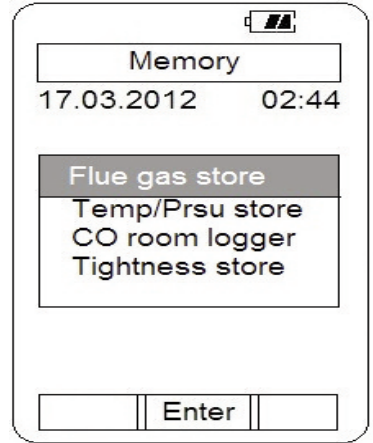 Memory
17.03.2012 02:44
Flue gas store
Temp/Prsu store
CO room logger
Tightness store
Enter